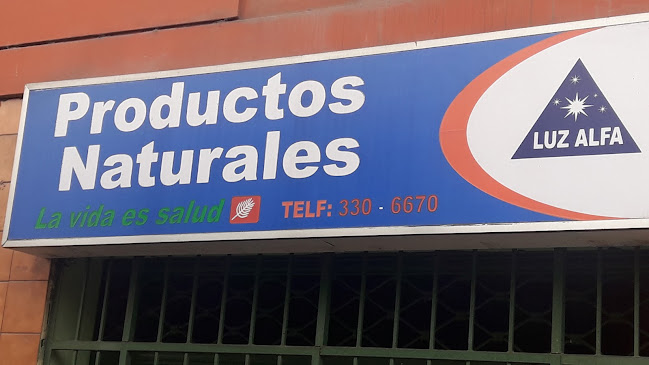 Productos
Naturales
La vida es salud
TELF: 330 - 6670
LUZ ALFA